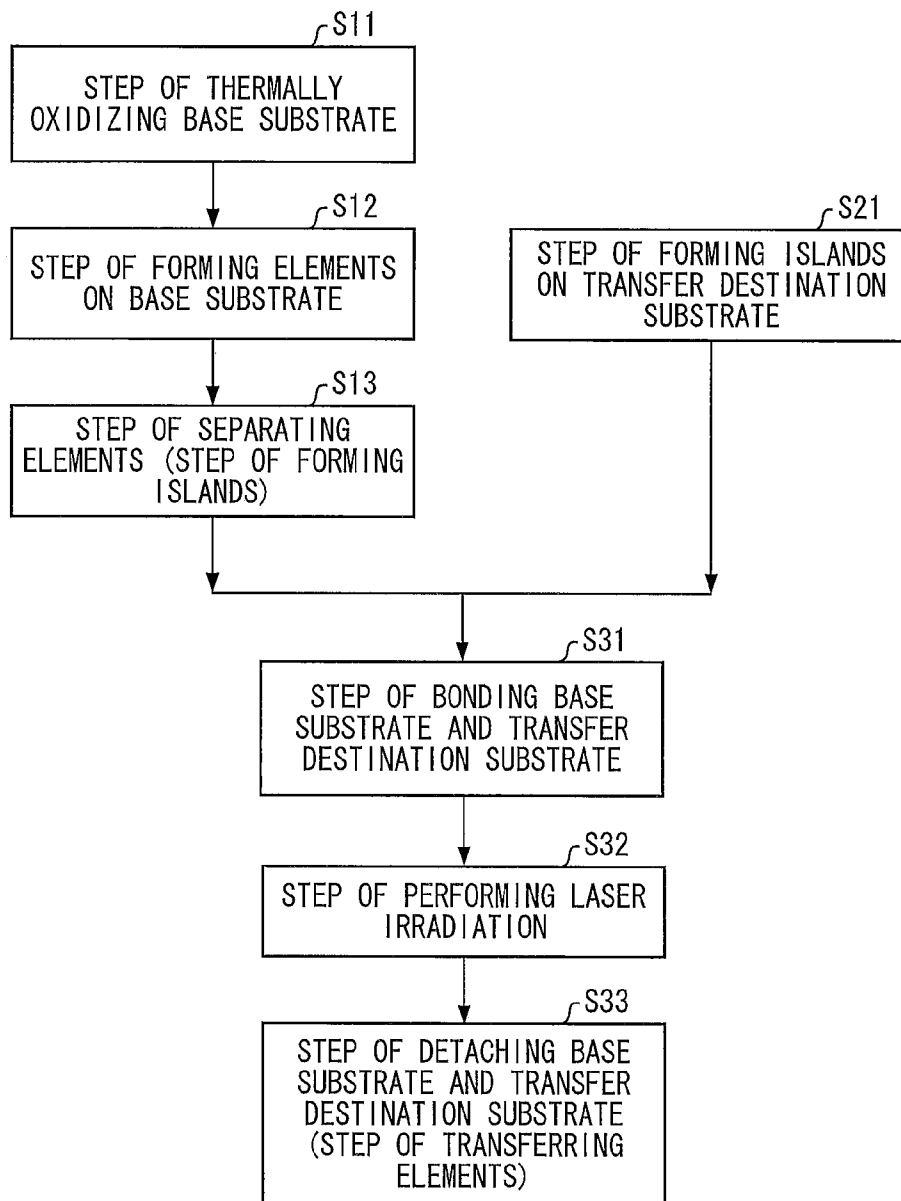 S11
STEP OF THERMALLY
OXIDIZING BASE SUBSTRATE
S12
STEP OF FORMING ELEMENTS
ON BASE SUBSTRATE
S21
STEP OF FORMING ISLANDS
ON TRANSFER DESTINATION
SUBSTRATE
S13
STEP OF SEPARATING
ELEMENTS (STEP OF FORMING
ISLANDS)
S31
STEP OF BONDING BASE
SUBSTRATE AND TRANSFER
DESTINATION SUBSTRATE
S32
STEP OF PERFORMING LASER
IRRADIATION
S33
STEP OF DETACHING BASE
SUBSTRATE AND TRANSFER
DESTINATION SUBSTRATE
(STEP OF TRANSFERRING
ELEMENTS)